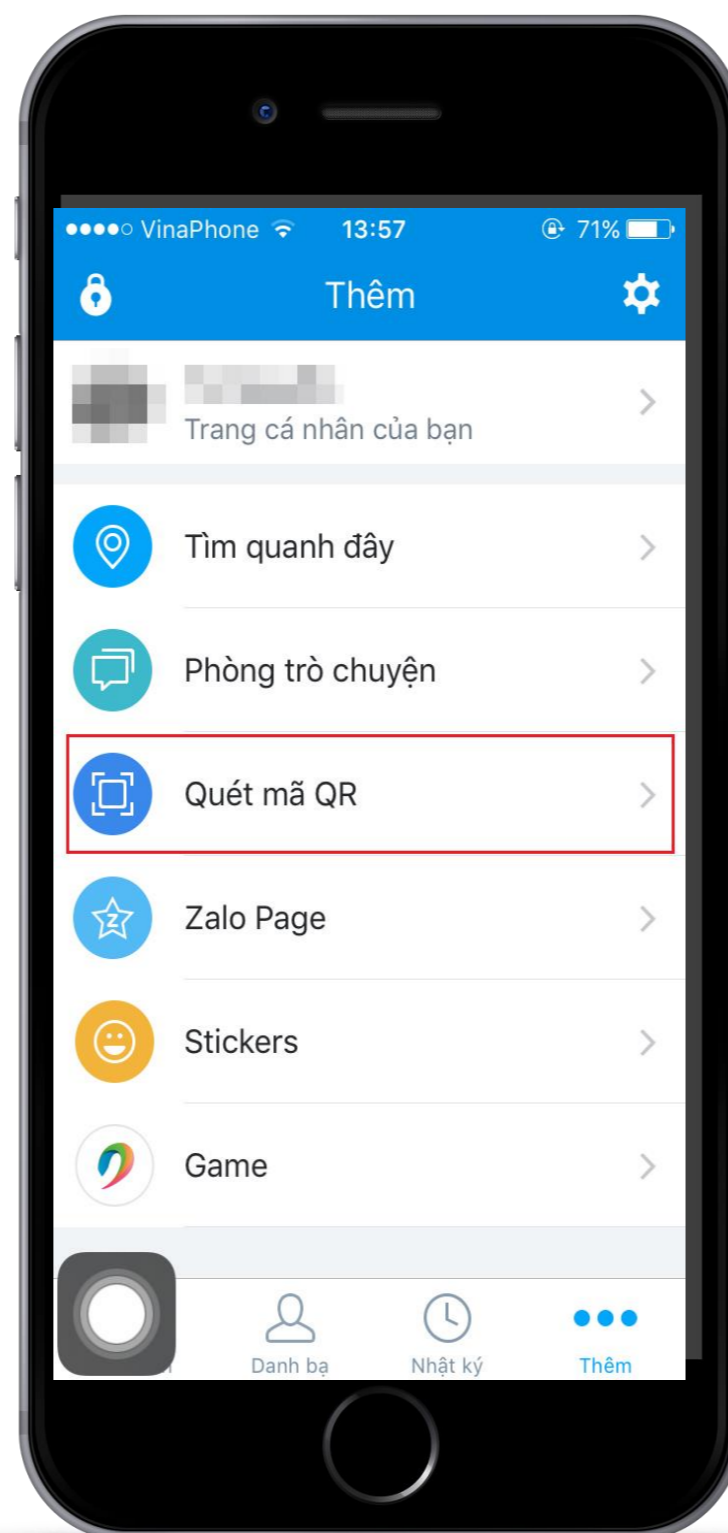 VinaPhone 13:57 71%
Thêm
Trang cá nhân của bạn
Tìm quanh đây
Phòng trò chuyện
Quét mã QR
Zalo Page
Stickers
Game
Danh bạ Nhật ký Thêm